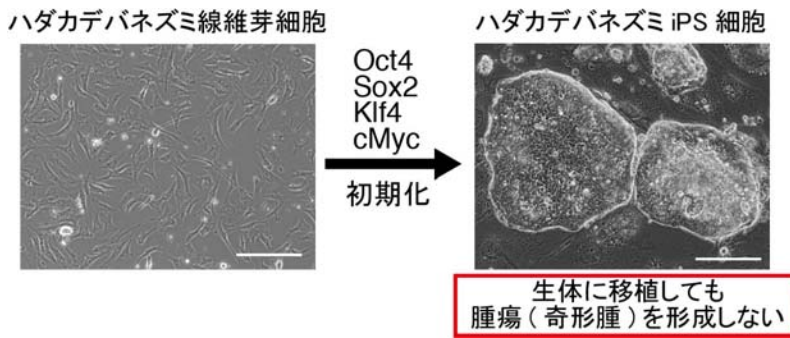 ハダカデバネズミ線維芽細胞
Oct4
Sox2
Klf4
cMyc
初期化
ハダカデバネズミ iPS 細胞
生体に移植しても
腫瘍 ( 奇形腫 ) を形成しない